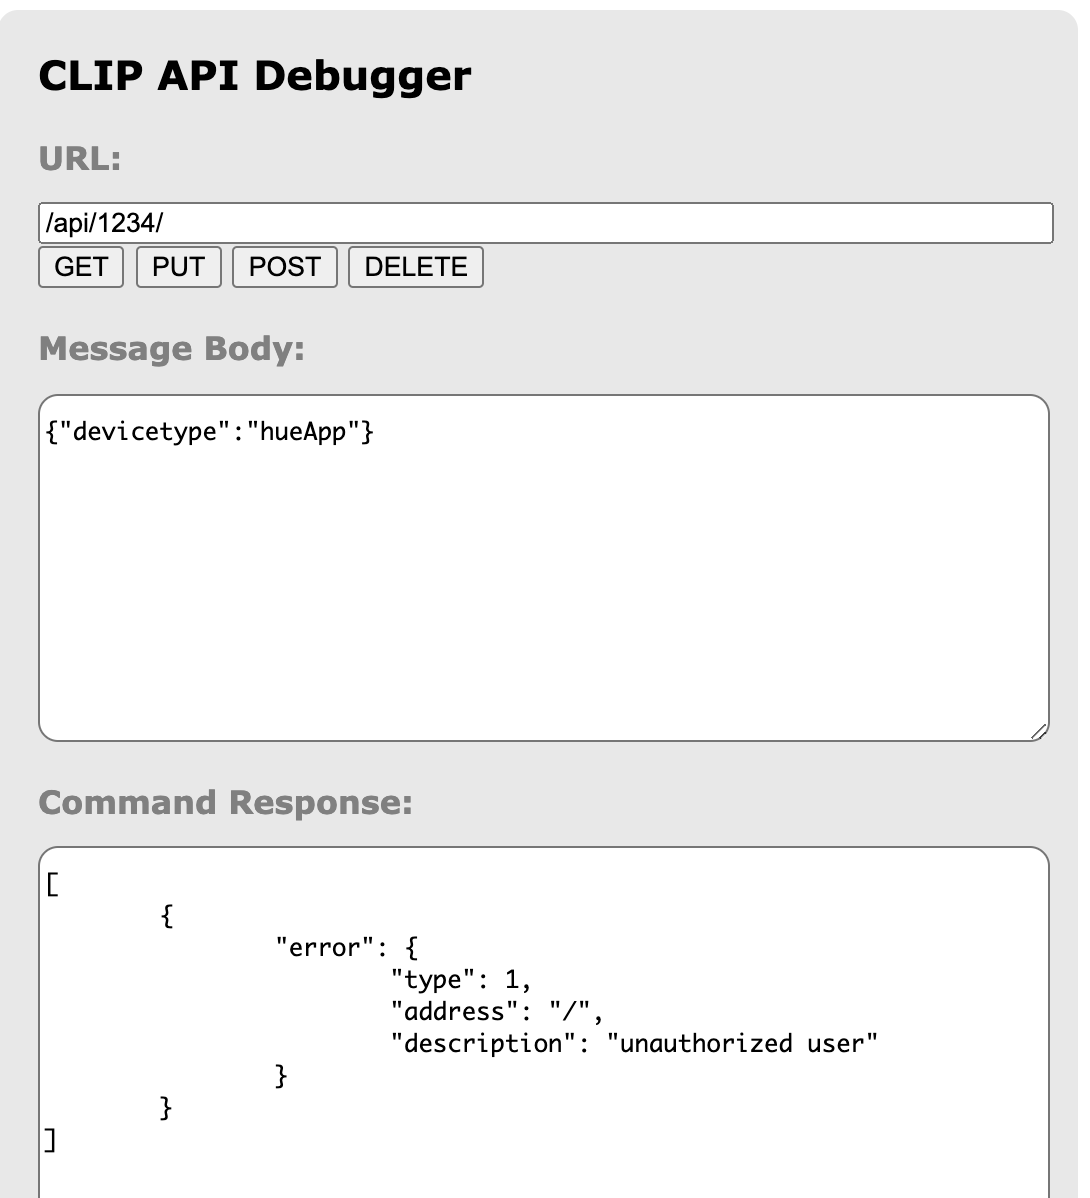 CLIP API Debugger
URL:
/api/1234/
GET PUT POST DELETE
Message Body:
{"devicetype":"hueApp"}
Command Response:
[
{
"error": {
"type": 1,
"address": "/",
"description": "unauthorized user"
}
}
]